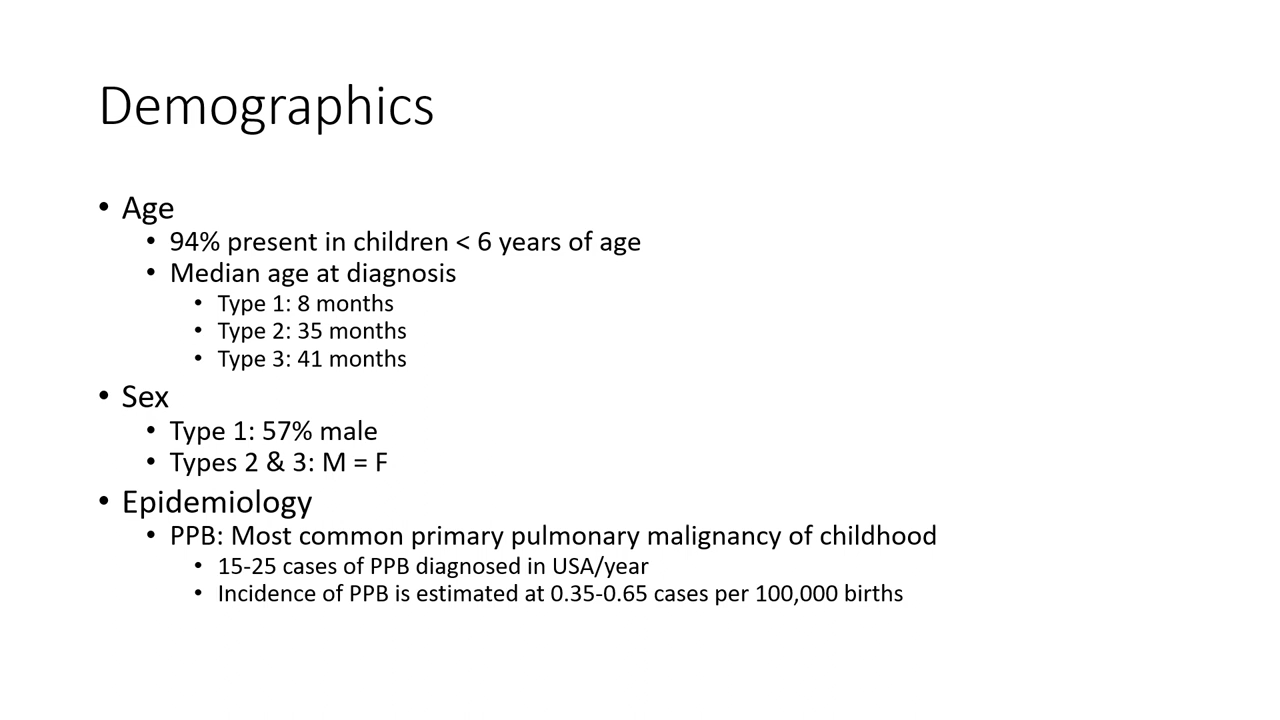 Demographics
• Age
• 94% present in children < 6 years of age
• Median age at diagnosis
• Type 1: 8 months
• Type 2: 35 months
• Type 3: 41 months
• Sex
• Type 1: 57% male
• Types 2 & 3: M = F
• Epidemiology
• PPB: Most common primary pulmonary malignancy of childhood
• 15-25 cases of PPB diagnosed in USA/year
• Incidence of PPB is estimated at 0.35-0.65 cases per 100,000 births